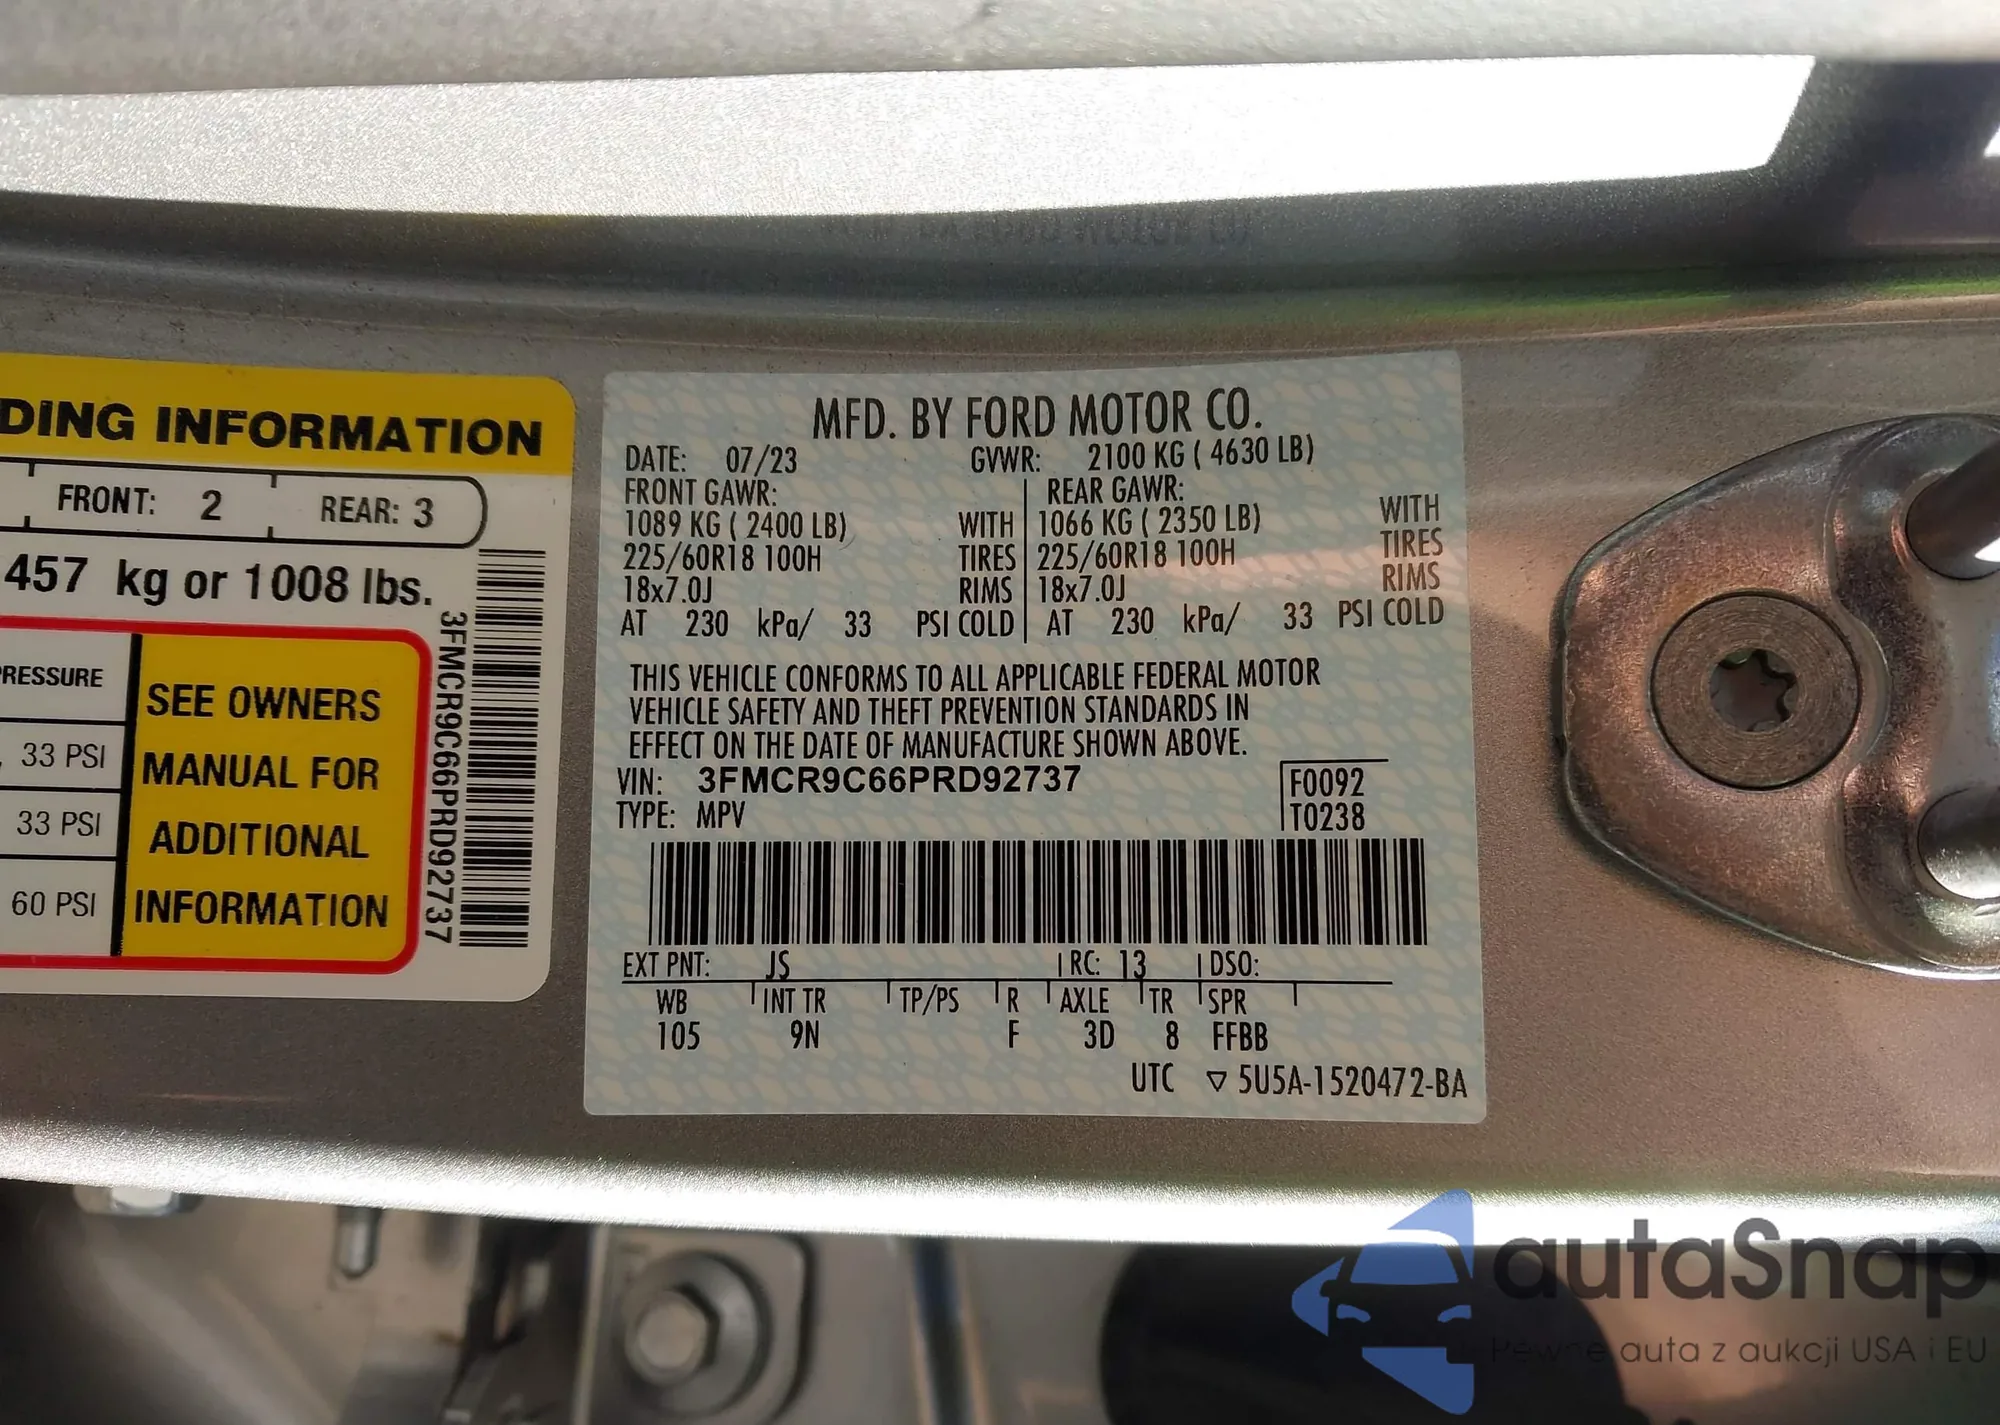 DING INFORMATION
FRONT: 2
REAR: 3
457 kg or 1008 lbs.
PRESSURE
33 PSI
33 PSI
60 PSI
SEE OWNERS
MANUAL FOR
ADDITIONAL
INFORMATION
3FMCR9C66PRD92737
MFD. BY FORD MOTOR CO.
DATE: 07/23 GVWR: 2100 KG ( 4630 LB)
FRONT GAWR: REAR GAWR:
1089 KG ( 2400 LB) WITH 1066 KG ( 2350 LB) WITH
225/60R18 100H TIRES 225/60R18 100H TIRES
18x7.0J RIMS 18x7.0J RIMS
AT 230 kPa/ 33 PSI COLD AT 230 kPa/ 33 PSI COLD
THIS VEHICLE CONFORMS TO ALL APPLICABLE FEDERAL MOTOR
VEHICLE SAFETY AND THEFT PREVENTION STANDARDS IN
EFFECT ON THE DATE OF MANUFACTURE SHOWN ABOVE.
VIN: 3FMCR9C66PRD92737 F0092
TYPE: MPV T0238
EXT PNT: JS RC: 13 DSO:
WB INT TR TP/PS R AXLE TR SPR
105 9N F 3D 8 FFBB
UTC ▽ 5U5A-1520472-BA
autaSnap
Pewne auta z aukcji USA i EU